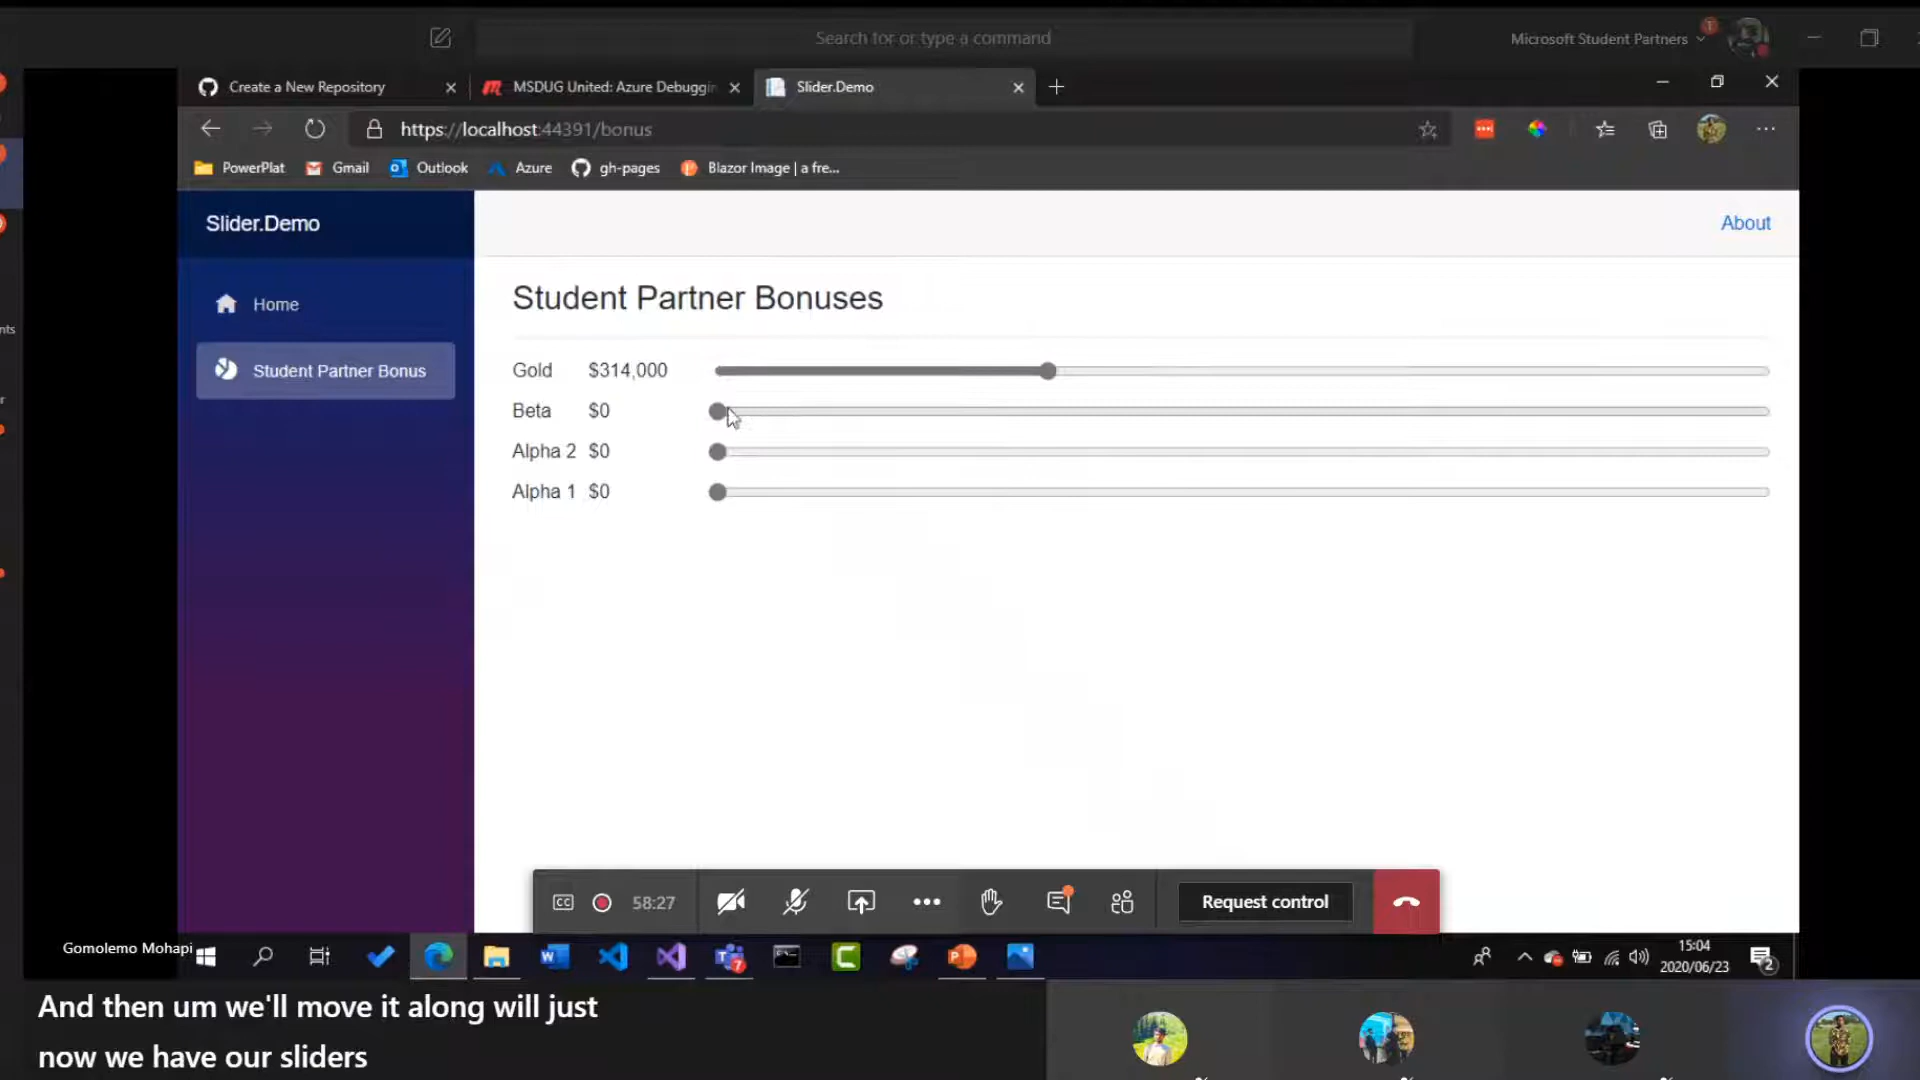 Search for or type a command
Microsoft Student Partners
Create a New Repository
MSDUG United: Azure Debuggin
Slider.Demo
https://localhost:44391/bonus
PowerPlat
Gmail
Outlook
Azure
gh-pages
Blazor Image | a fre...
Slider.Demo
About
Home
Student Partner Bonuses
nts
Gold $314,000
Student Partner Bonus
r
Beta $0
Alpha 2 $0
Alpha 1 $0
CC
58:27
Request control
Gomolemo Mohapi
7
15:04
2020/06/23
2
And then um we'll move it along will just
now we have our sliders